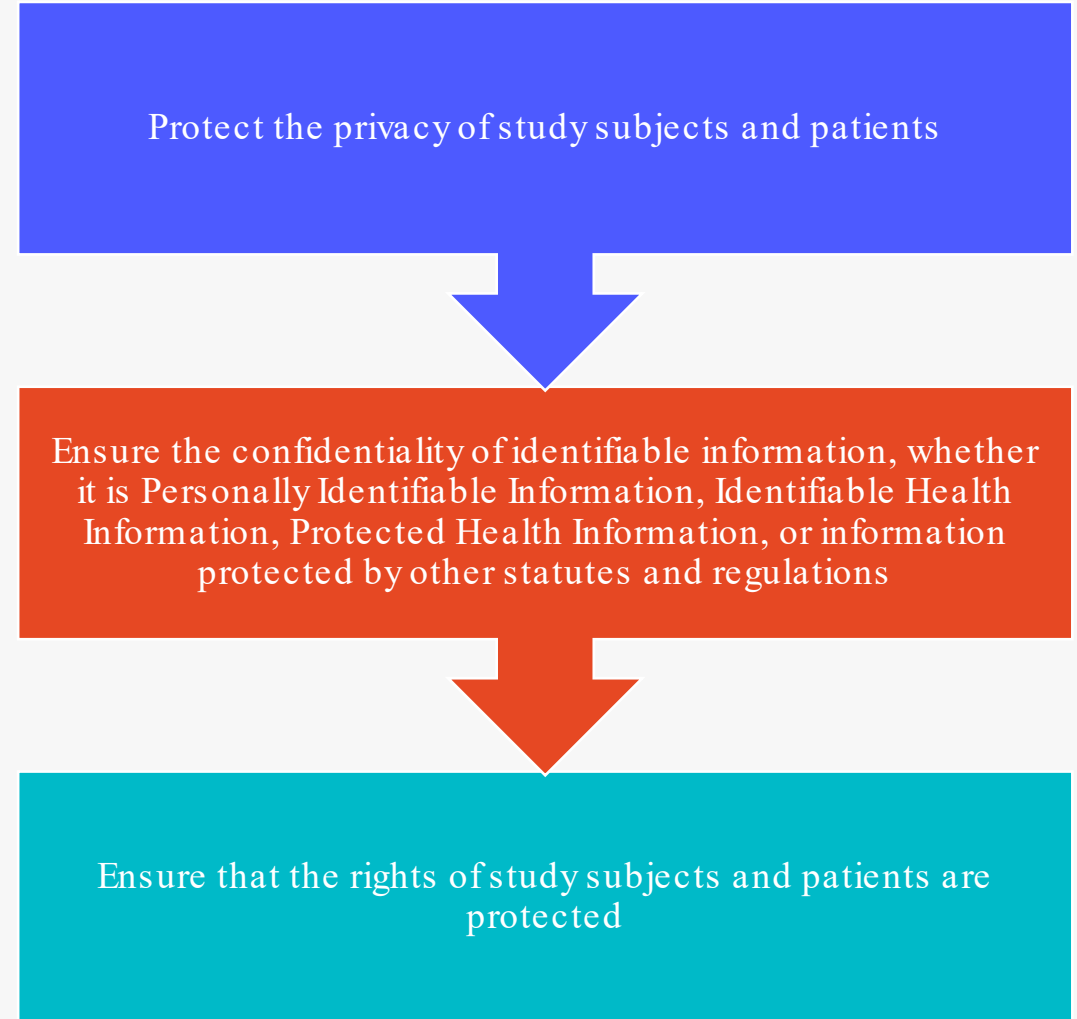 Protect the privacy of study subjects and patients
Ensure the confidentiality of identifiable information, whether
it is Personally Identifiable Information, Identifiable Health
Information, Protected Health Information, or information
protected by other statutes and regulations
Ensure that the rights of study subjects and patients are
protected